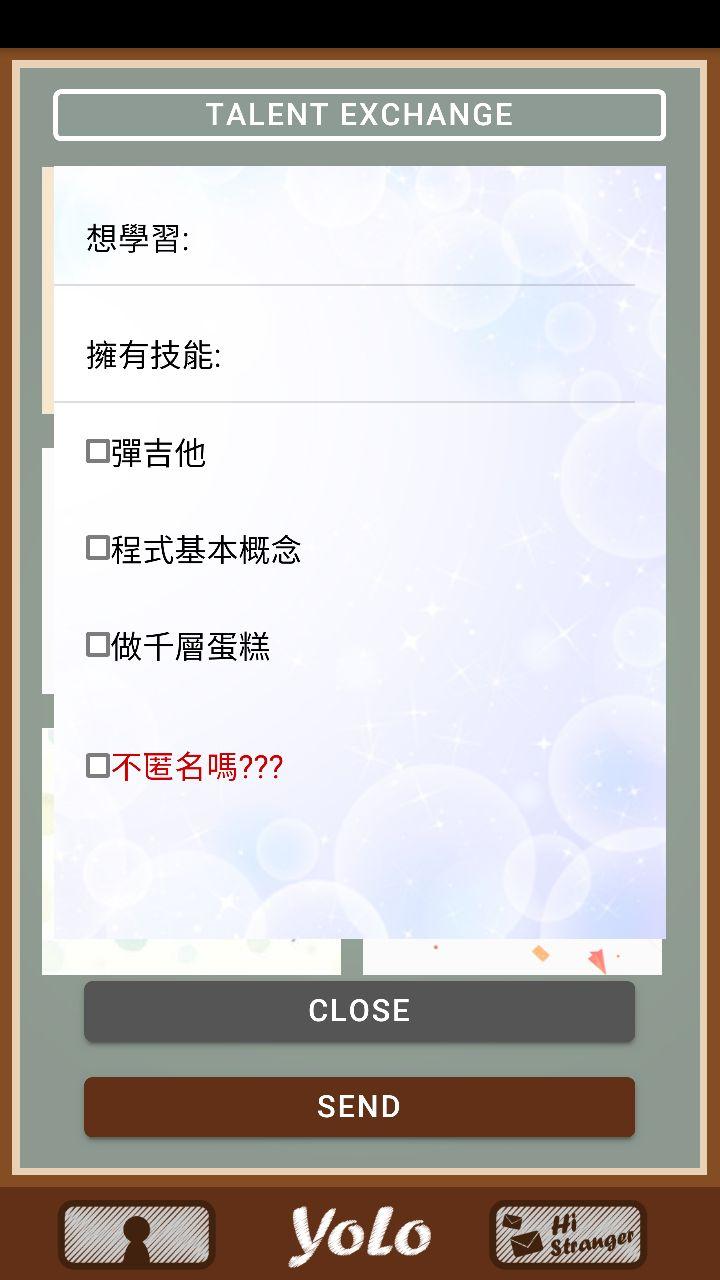 TALENT EXCHANGE
想學習:
擁有技能:
彈吉他
程式基本概念
做千層蛋糕
不匿名嗎???
CLOSE
SEND
YoLo
Hi
Stranger